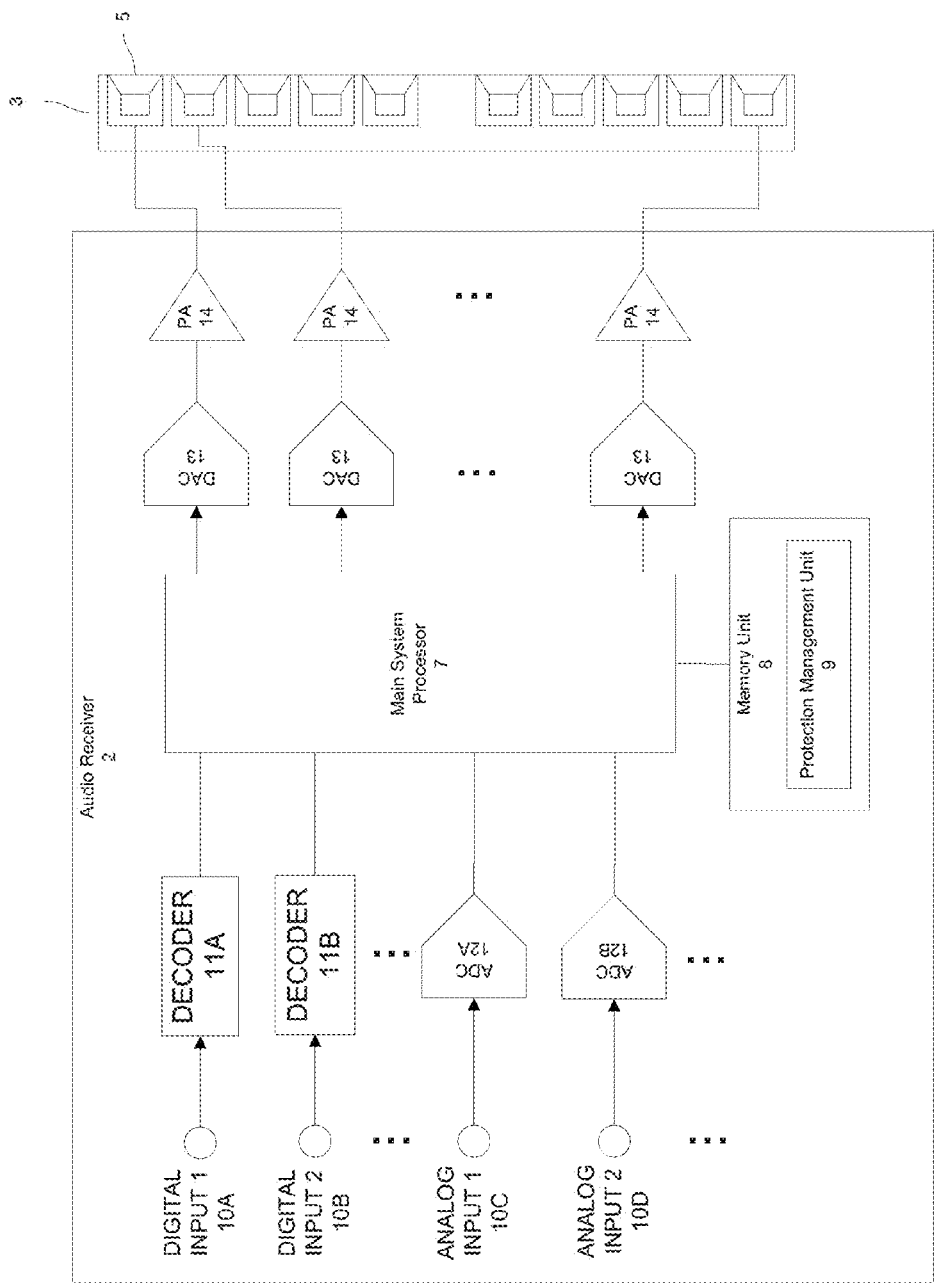 Audio Receiver
2
DIGITAL
INPUT 1
10A
DECODER
11A
DIGITAL
INPUT 2
10B
DECODER
11B
ANALOG
INPUT 1
10C
ADC
12A
ANALOG
INPUT 2
10D
ADC
12B
Main System
Processor
7
Memory Unit
8
Protection Management Unit
9
DAC
13
DAC
13
DAC
13
PA
14
PA
14
PA
14
3
5